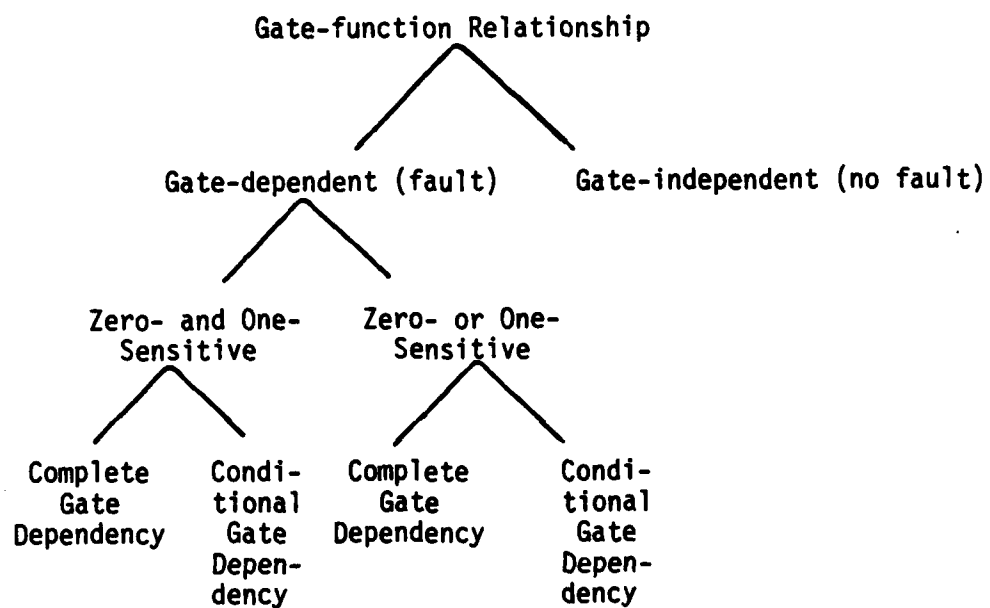 Gate-function Relationship
Gate-dependent (fault)
Gate-independent (no fault)
Zero- and One-
Sensitive
Zero- or One-
Sensitive
Complete
Gate
Dependency
Condi-
tional
Gate
Depen-
dency
Complete
Gate
Dependency
Condi-
tional
Gate
Depen-
dency